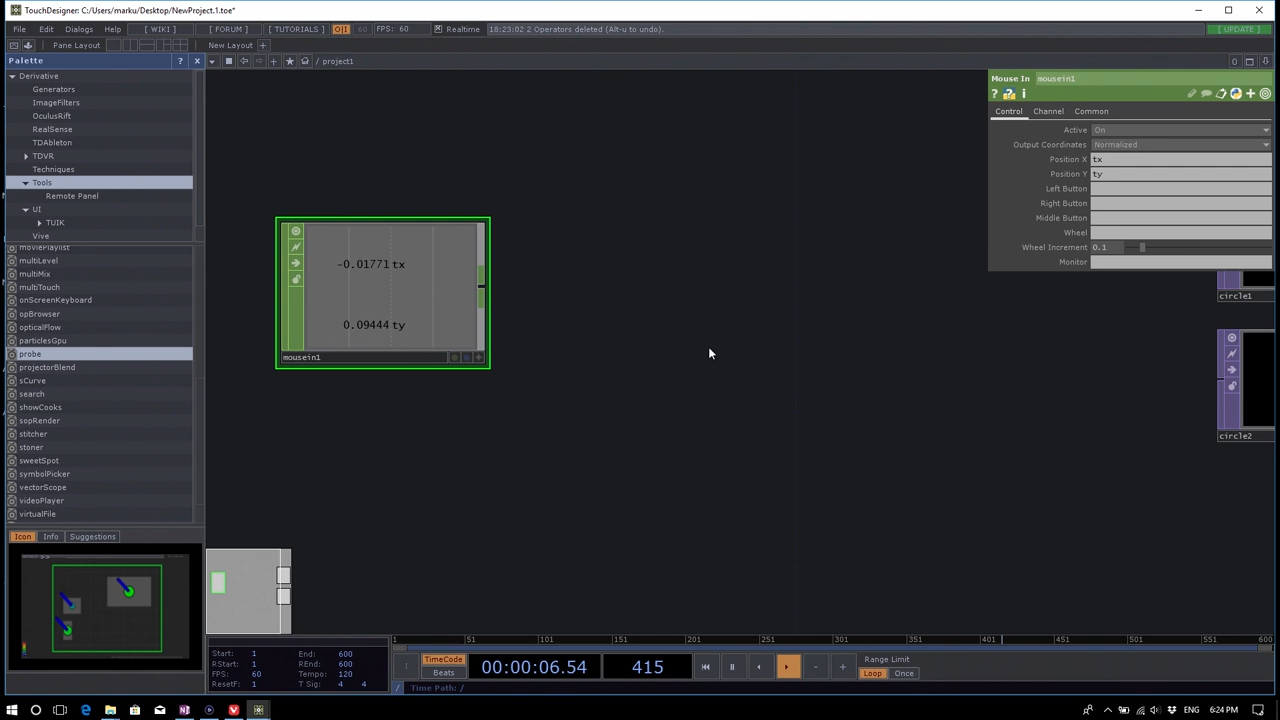 TouchDesigner: C:/Users/marku/Desktop/NewProject.1.toe*
File Edit Dialogs Help [ WIKI ] [ FORUM ] [ TUTORIALS ] O|I 60 FPS: 60 Realtime 18:23:02 2 Operators deleted (Alt-u to undo). [ UPDATE ]
Pane Layout New Layout +
Palette ? x
/ project1 0
Derivative
Generators
ImageFilters
OculusRift
RealSense
TDAbleton
TDVR
Techniques
Tools
Remote Panel
UI
TUIK
Vive
moviePlaylist
multiLevel
multiMix
multiTouch
onScreenKeyboard
opBrowser
opticalFlow
particlesGpu
probe
projectorBlend
sCurve
search
showCooks
sopRender
stitcher
stoner
sweetSpot
symbolPicker
vectorScope
videoPlayer
virtualFile
Icon Info Suggestions
-0.01771 tx
0.09444 ty
mousein1
Mouse In mousein1
? i
Control Channel Common
Active On
Output Coordinates Normalized
Position X tx
Position Y ty
Left Button
Right Button
Middle Button
Wheel
Wheel Increment 0.1
Monitor
circle1
circle2
1 51 101 151 201 251 301 351 401 451 501 551 600
Start: 1 End: 600
RStart: 1 REnd: 600
FPS: 60 Tempo: 120
ResetF: 1 T Sig: 4 4
TimeCode
Beats
00:00:06.54 415
Range Limit
Loop Once
/ Time Path: /
6:24 PM